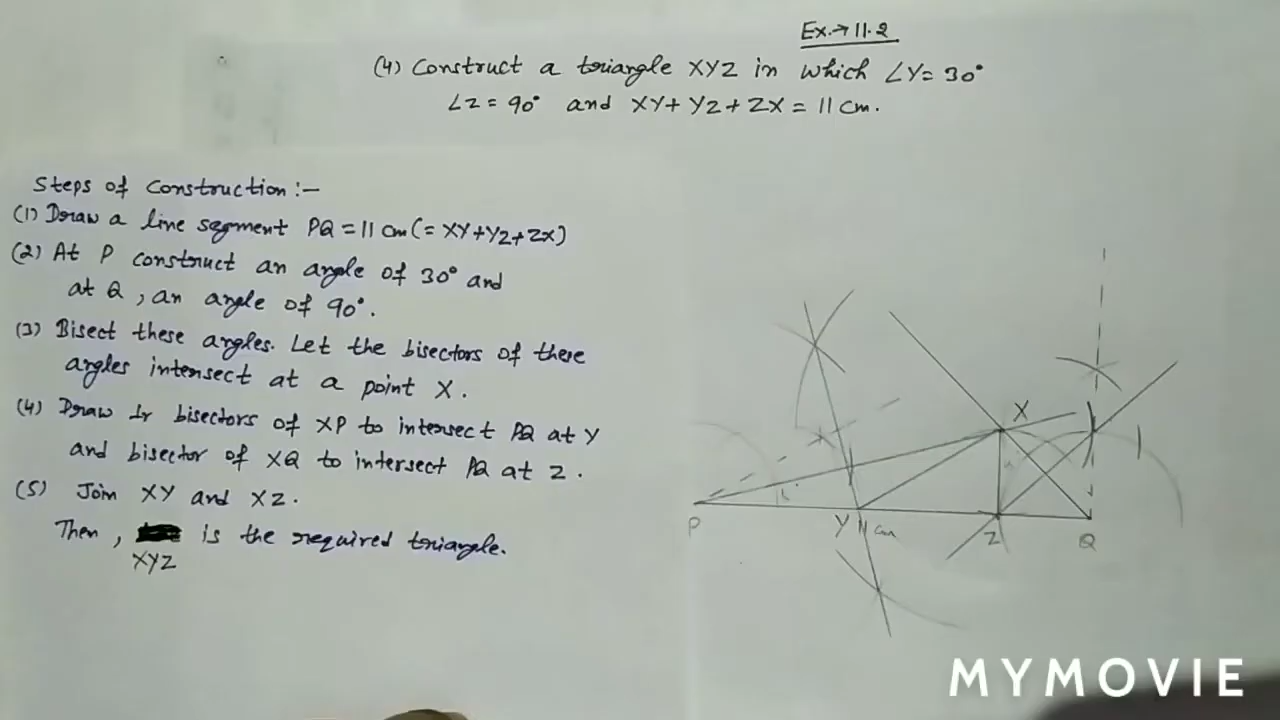 Ex.→11.2
(4) Construct a triangle XYZ in which ∠Y= 30°
∠Z = 90° and XY+ YZ + ZX = 11 cm.
Steps of Construction :-
(1) Draw a line segment PQ = 11 cm (= XY+YZ+ZX)
(2) At P construct an angle of 30° and
at Q , an angle of 90°.
(3) Bisect these angles. Let the bisectors of these
angles intersect at a point X.
(4) Draw ⊥r bisectors of XP to intersect PQ at Y
and bisector of XQ to intersect PQ at Z.
(5) Join XY and XZ.
Then, is the required triangle.
XYZ
X
P
Y
11 cm
Z
Q
MYMOVIE